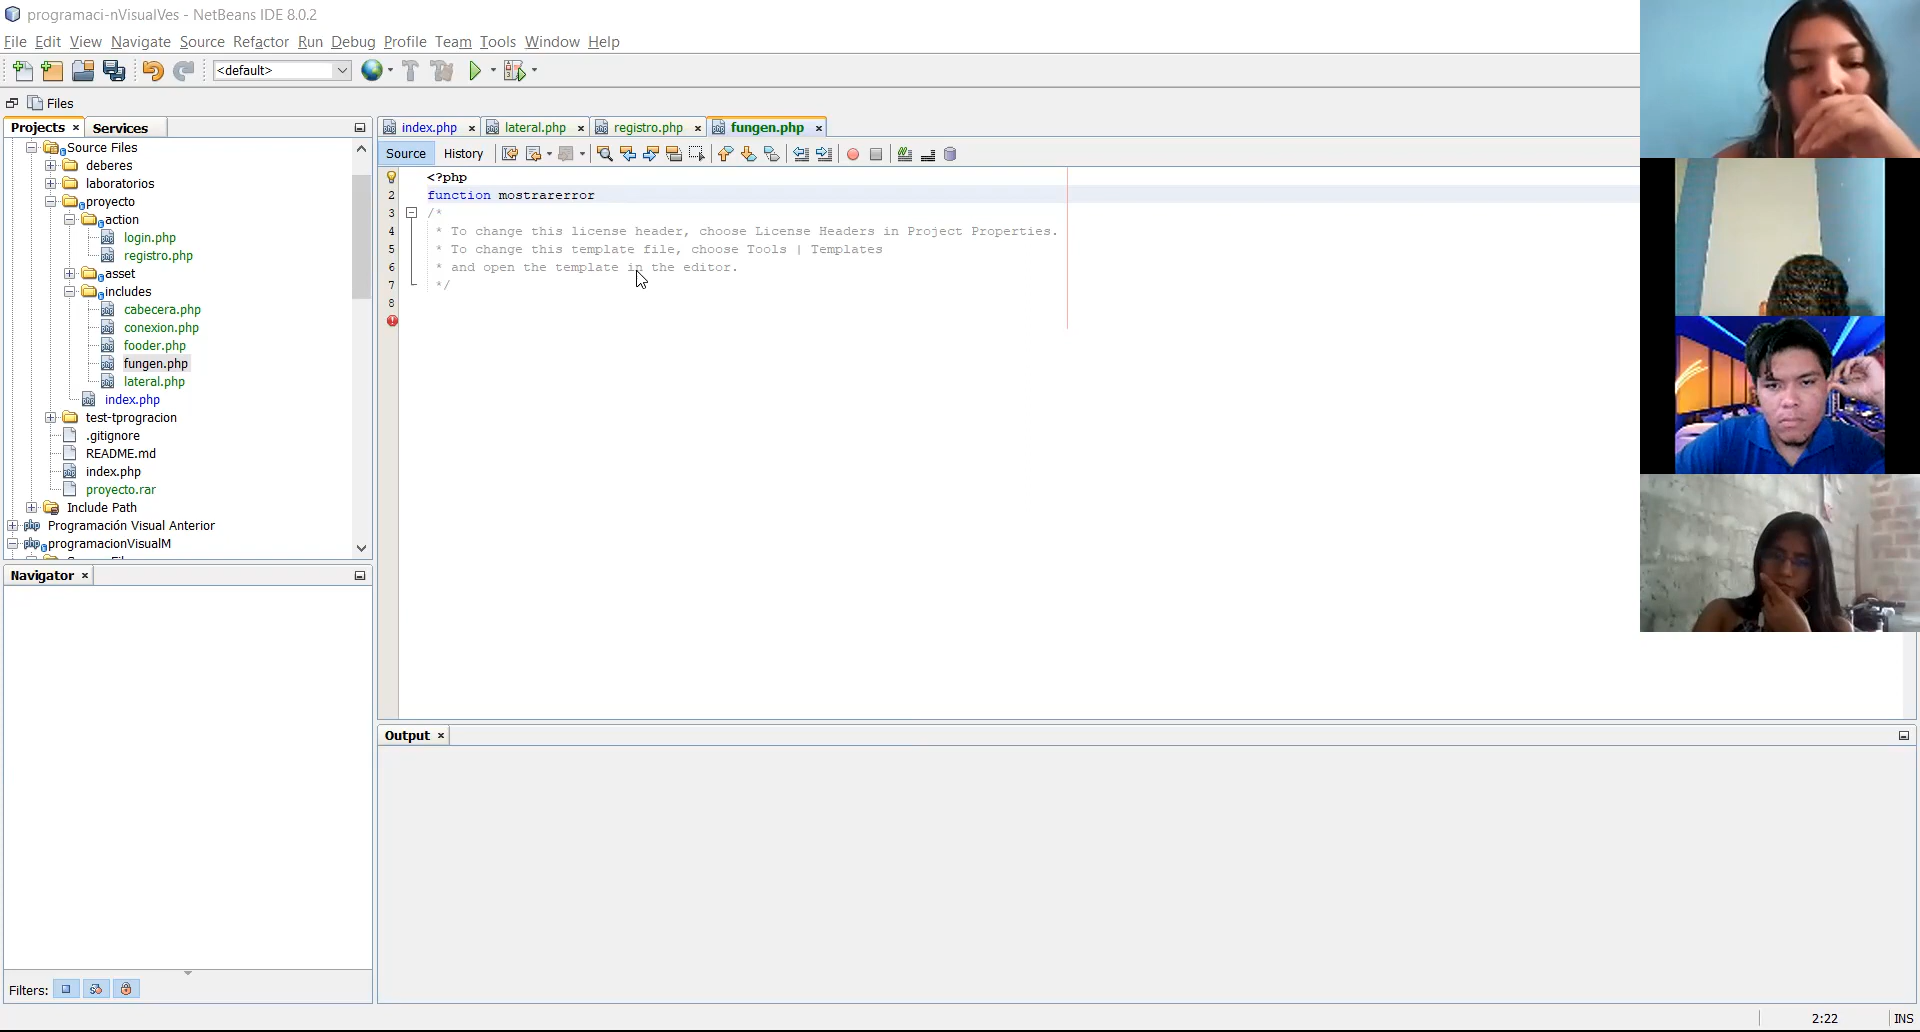 programaci-nVisualVes - NetBeans IDE 8.0.2
File Edit View Navigate Source Refactor Run Debug Profile Team Tools Window Help
<default>
Files
Projects × Services
Source Files
deberes
laboratorios
proyecto
action
login.php
registro.php
asset
includes
cabecera.php
conexion.php
fooder.php
fungen.php
lateral.php
index.php
test-tprogracion
.gitignore
README.md
index.php
proyecto.rar
Include Path
Programación Visual Anterior
programacionVisualM
Navigator ×
Filters:
index.php × lateral.php × registro.php × fungen.php ×
Source History
<?php
2 function mostrarerror
3 /*
4 * To change this license header, choose License Headers in Project Properties.
5 * To change this template file, choose Tools | Templates
6 * and open the template in the editor.
7 */
8
Output ×
2:22 INS